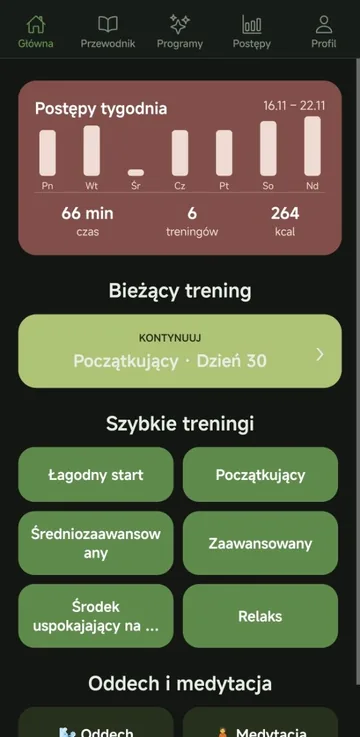 Główna Przewodnik Programy Postępy Profil
Postępy tygodnia 16.11 – 22.11
Pn Wt Śr Cz Pt So Nd
66 min 6 264
czas treningów kcal
Bieżący trening
KONTYNUUJ
Początkujący · Dzień 30
Szybkie treningi
Łagodny start Początkujący
Średniozaawansow
any
Zaawansowany
Środek
uspokajający na ...
Relaks
Oddech i medytacja
Oddech Medytacja